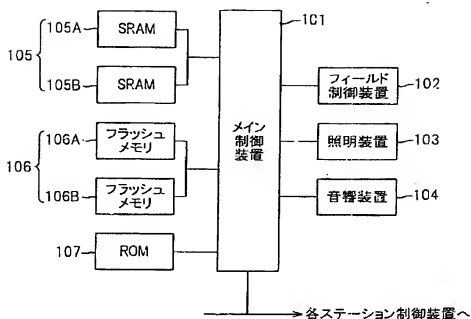 101
105A
SRAM
105
105B
SRAM
メイン
制御
装置
フィールド
制御装置
102
照明装置
103
音響装置
104
106A
フラッシュ
メモリ
106
106B
フラッシュ
メモリ
107
ROM
各ステーション制御装置へ